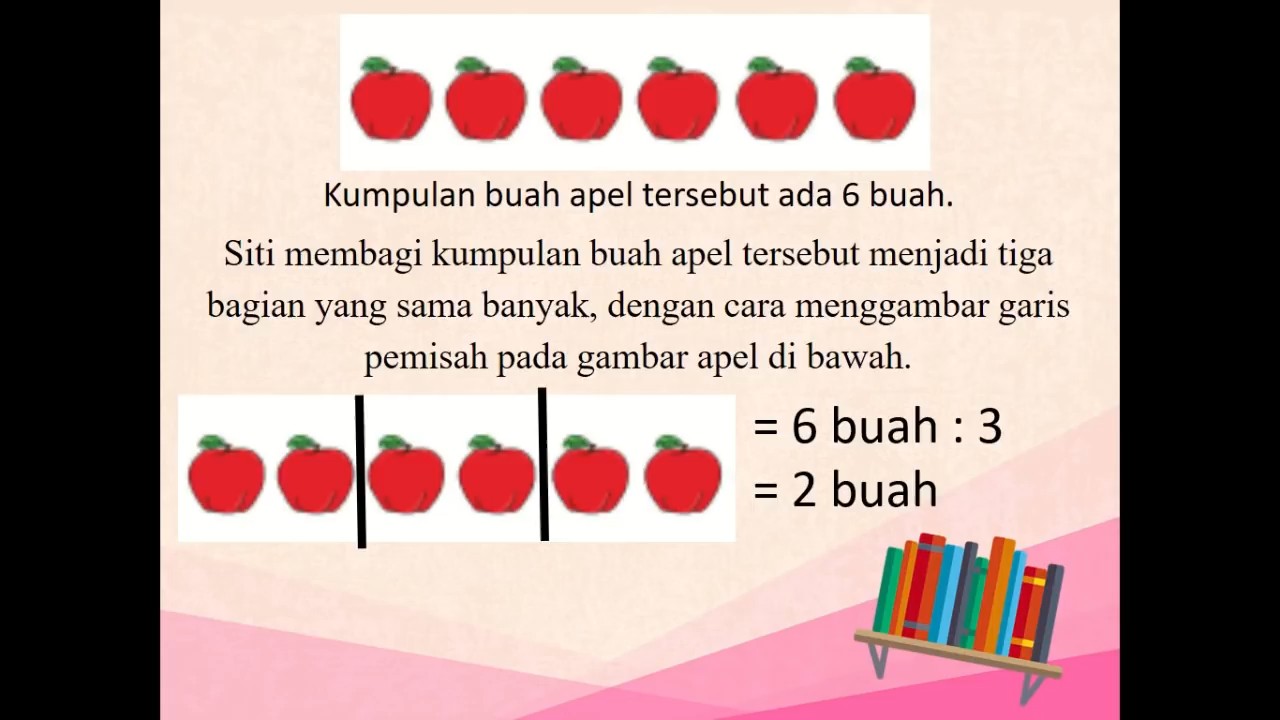 Kumpulan buah apel tersebut ada 6 buah.
Siti membagi kumpulan buah apel tersebut menjadi tiga
bagian yang sama banyak, dengan cara menggambar garis
pemisah pada gambar apel di bawah.
= 6 buah : 3
= 2 buah